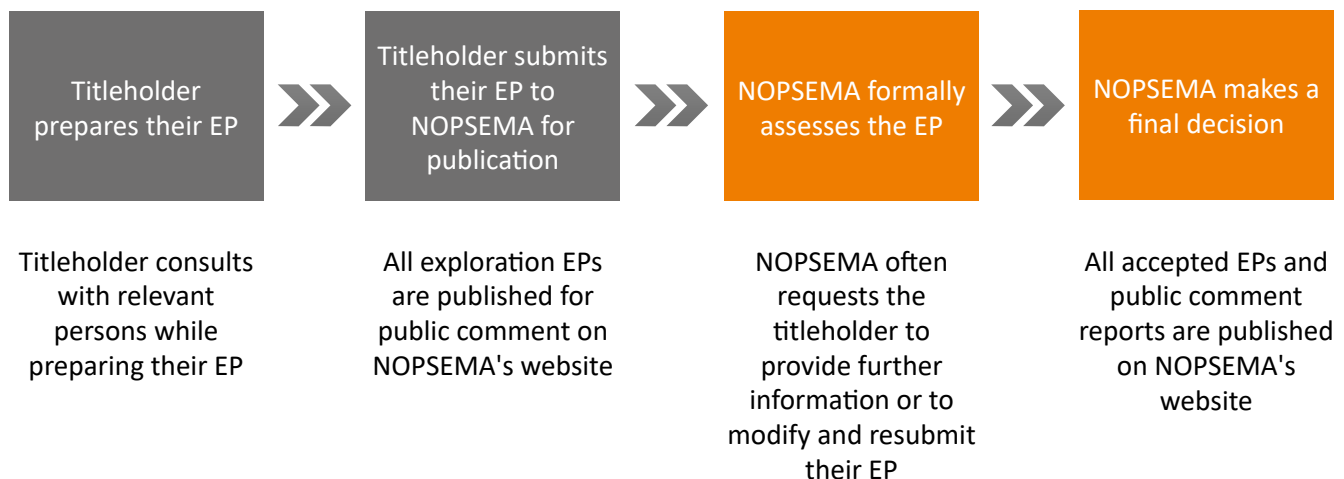 Titleholder
prepares their EP
Titleholder submits
their EP to
NOPSEMA for
publication
NOPSEMA formally
assesses the EP
NOPSEMA makes a
final decision
Titleholder consults
with relevant
persons while
preparing their EP
All exploration EPs
are published for
public comment on
NOPSEMA's website
NOPSEMA often
requests the
titleholder to
provide further
information or to
modify and resubmit
their EP
All accepted EPs and
public comment
reports are published
on NOPSEMA's
website